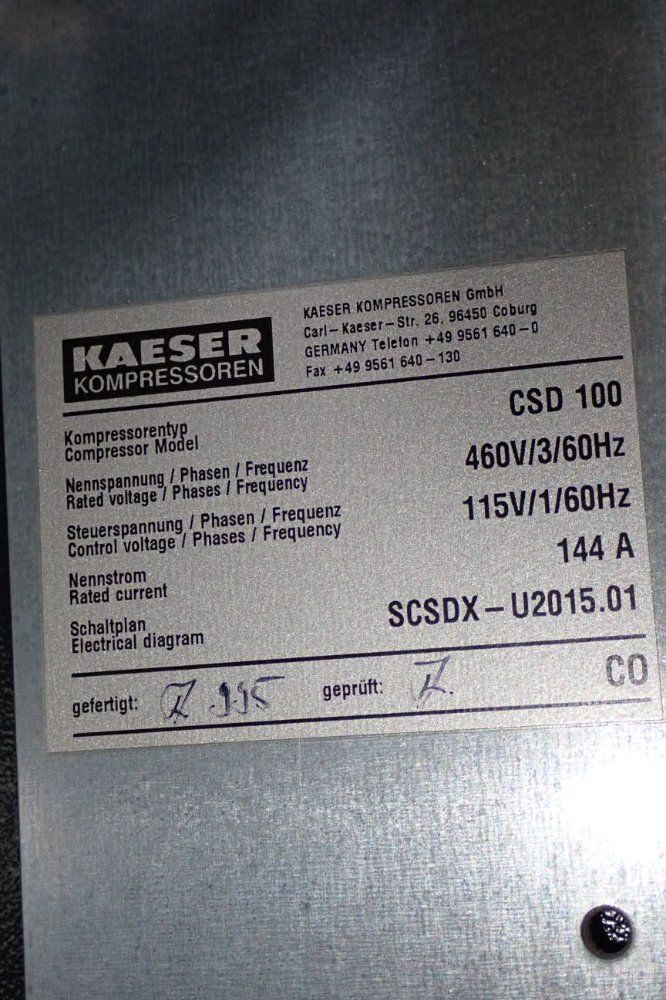 KAESER
KOMPRESSOREN
KAESER KOMPRESSOREN GmbH
Carl-Kaeser-Str. 26, 96450 Coburg
GERMANY Telefon +49 9561 640-0
Fax +49 9561 640-130
Kompressorentyp
Compressor Model
CSD 100
Nennspannung / Phasen / Frequenz
Rated voltage / Phases / Frequency
460V/3/60Hz
Steuerspannung / Phasen / Frequenz
Control voltage / Phases / Frequency
115V/1/60Hz
Nennstrom
Rated current
144 A
Schaltplan
Electrical diagram
SCSDX-U2015.01
gefertigt:
geprüft:
CO